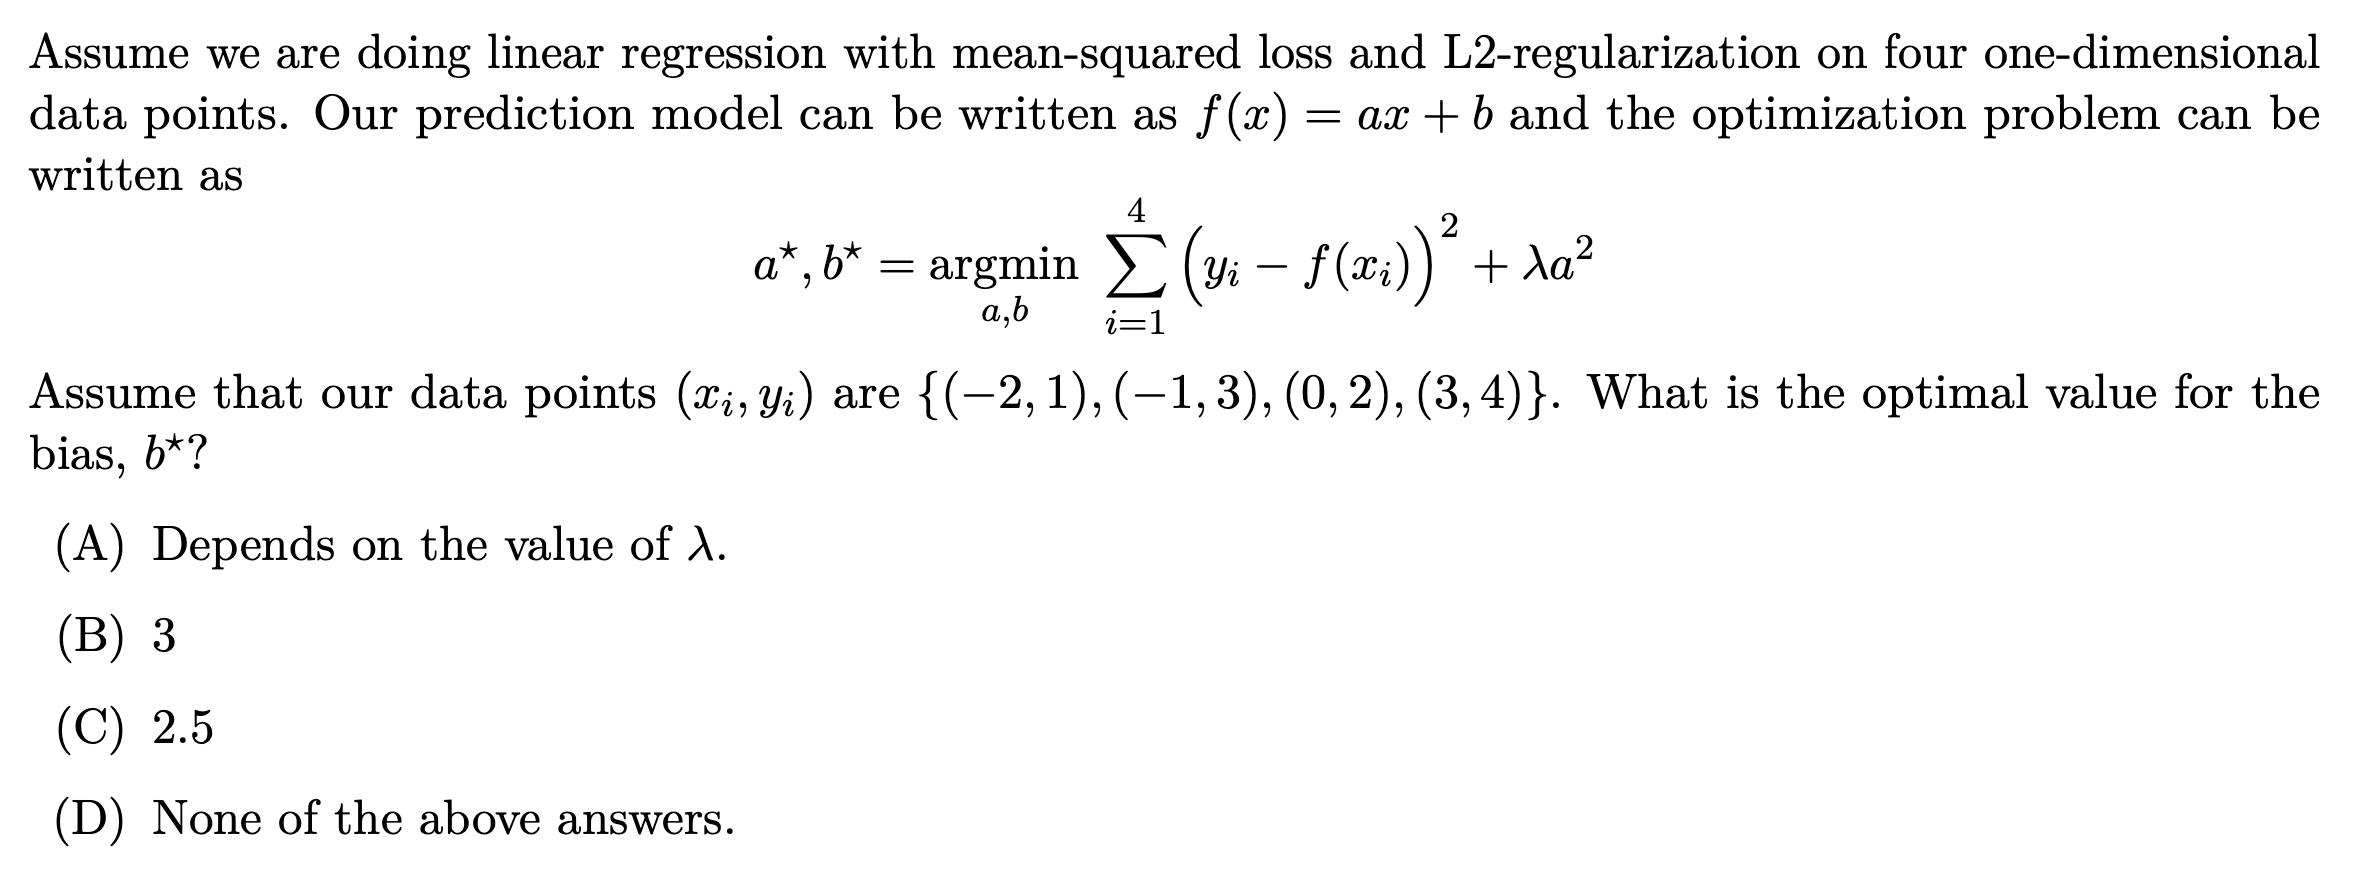 Assume we are doing linear regression with mean-squared loss and L2-regularization on four one-dimensional
data points. Our prediction model can be written as f(x) = ax + b and the optimization problem can be
written as
a⋆, b⋆ = argmin_{a,b} ∑_{i=1}^{4} (y_i − f(x_i))² + λa²
Assume that our data points (x_i, y_i) are {(−2, 1), (−1, 3), (0, 2), (3, 4)}. What is the optimal value for the
bias, b⋆?
(A) Depends on the value of λ.
(B) 3
(C) 2.5
(D) None of the above answers.